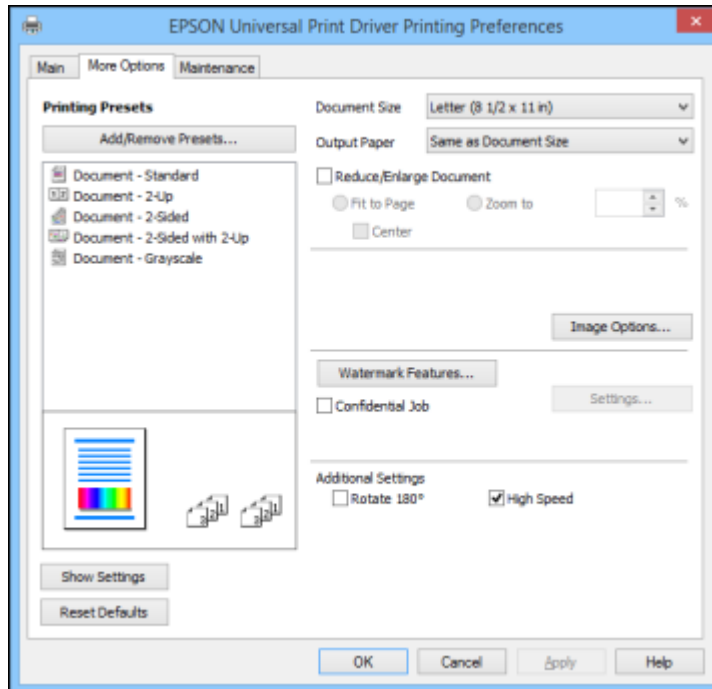 EPSON Universal Print Driver Printing Preferences
Main More Options Maintenance
Printing Presets
Add/Remove Presets...
Document - Standard
Document - 2-Up
Document - 2-Sided
Document - 2-Sided with 2-Up
Document - Grayscale
Show Settings
Reset Defaults
Document Size Letter (8 1/2 x 11 in)
Output Paper Same as Document Size
Reduce/Enlarge Document
Fit to Page Zoom to %
Center
Image Options...
Watermark Features...
Confidential Job Settings...
Additional Settings
Rotate 180° High Speed
OK Cancel Apply Help